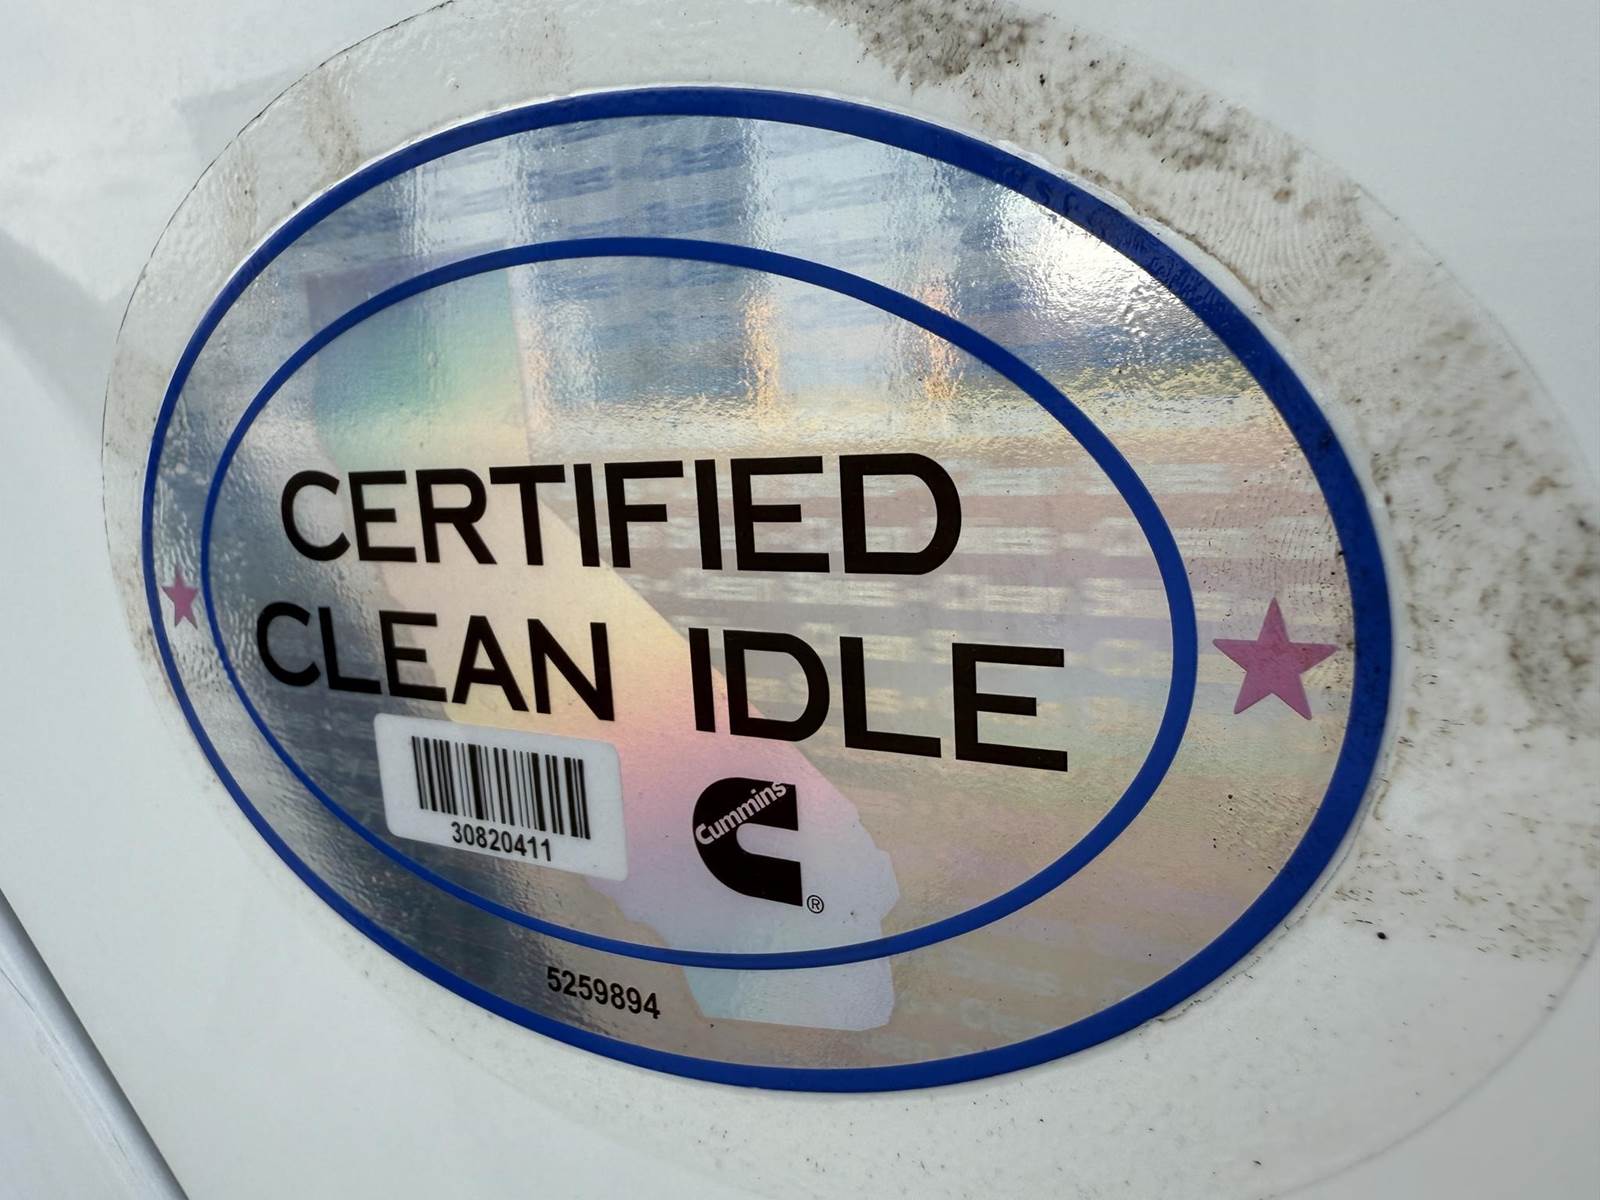 CERTIFIED
CLEAN IDLE
30820411
Cummins
®
5259894